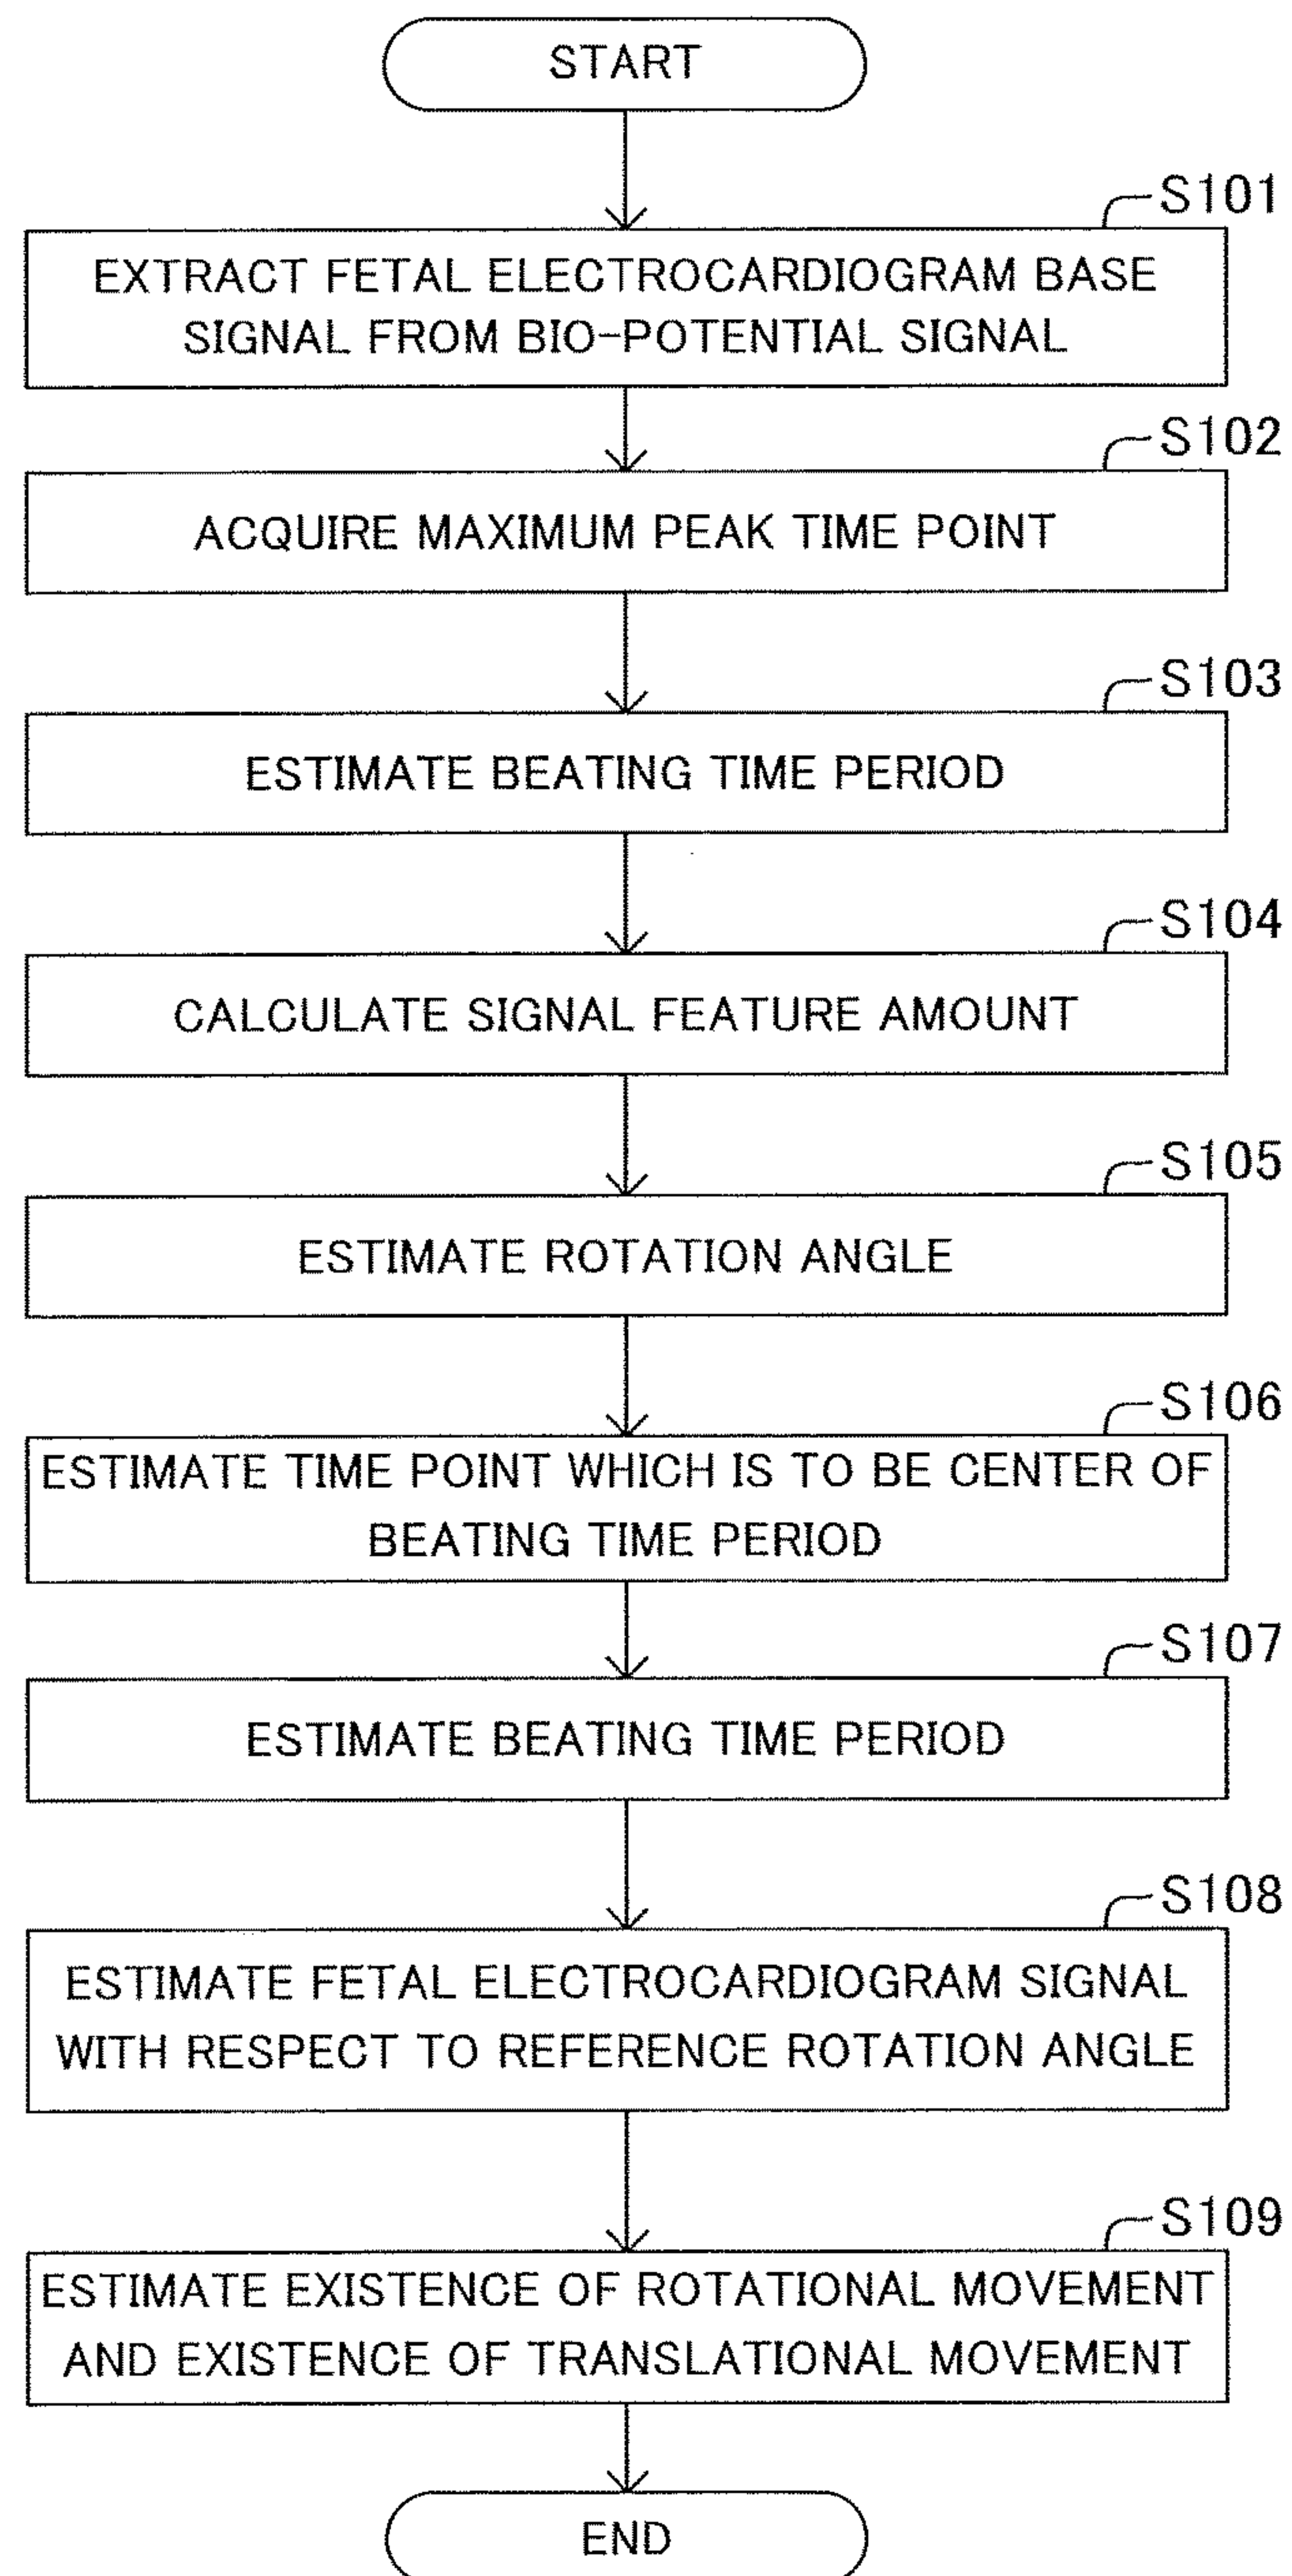 START
S101
EXTRACT FETAL ELECTROCARDIOGRAM BASE
SIGNAL FROM BIO-POTENTIAL SIGNAL
S102
ACQUIRE MAXIMUM PEAK TIME POINT
S103
ESTIMATE BEATING TIME PERIOD
S104
CALCULATE SIGNAL FEATURE AMOUNT
S105
ESTIMATE ROTATION ANGLE
S106
ESTIMATE TIME POINT WHICH IS TO BE CENTER OF
BEATING TIME PERIOD
S107
ESTIMATE BEATING TIME PERIOD
S108
ESTIMATE FETAL ELECTROCARDIOGRAM SIGNAL
WITH RESPECT TO REFERENCE ROTATION ANGLE
S109
ESTIMATE EXISTENCE OF ROTATIONAL MOVEMENT
AND EXISTENCE OF TRANSLATIONAL MOVEMENT
END